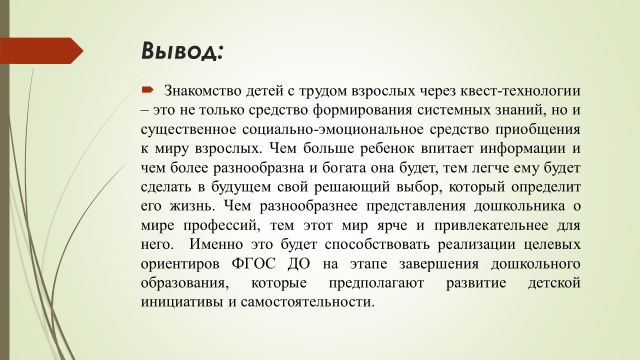 Вывод:
Знакомство детей с трудом взрослых через квест-технологии
– это не только средство формирования системных знаний, но и
существенное социально-эмоциональное средство приобщения
к миру взрослых. Чем больше ребенок впитает информации и
чем более разнообразна и богата она будет, тем легче ему будет
сделать в будущем свой решающий выбор, который определит
его жизнь. Чем разнообразнее представления дошкольника о
мире профессий, тем этот мир ярче и привлекательнее для
него. Именно это будет способствовать реализации целевых
ориентиров ФГОС ДО на этапе завершения дошкольного
образования, которые предполагают развитие детской
инициативы и самостоятельности.